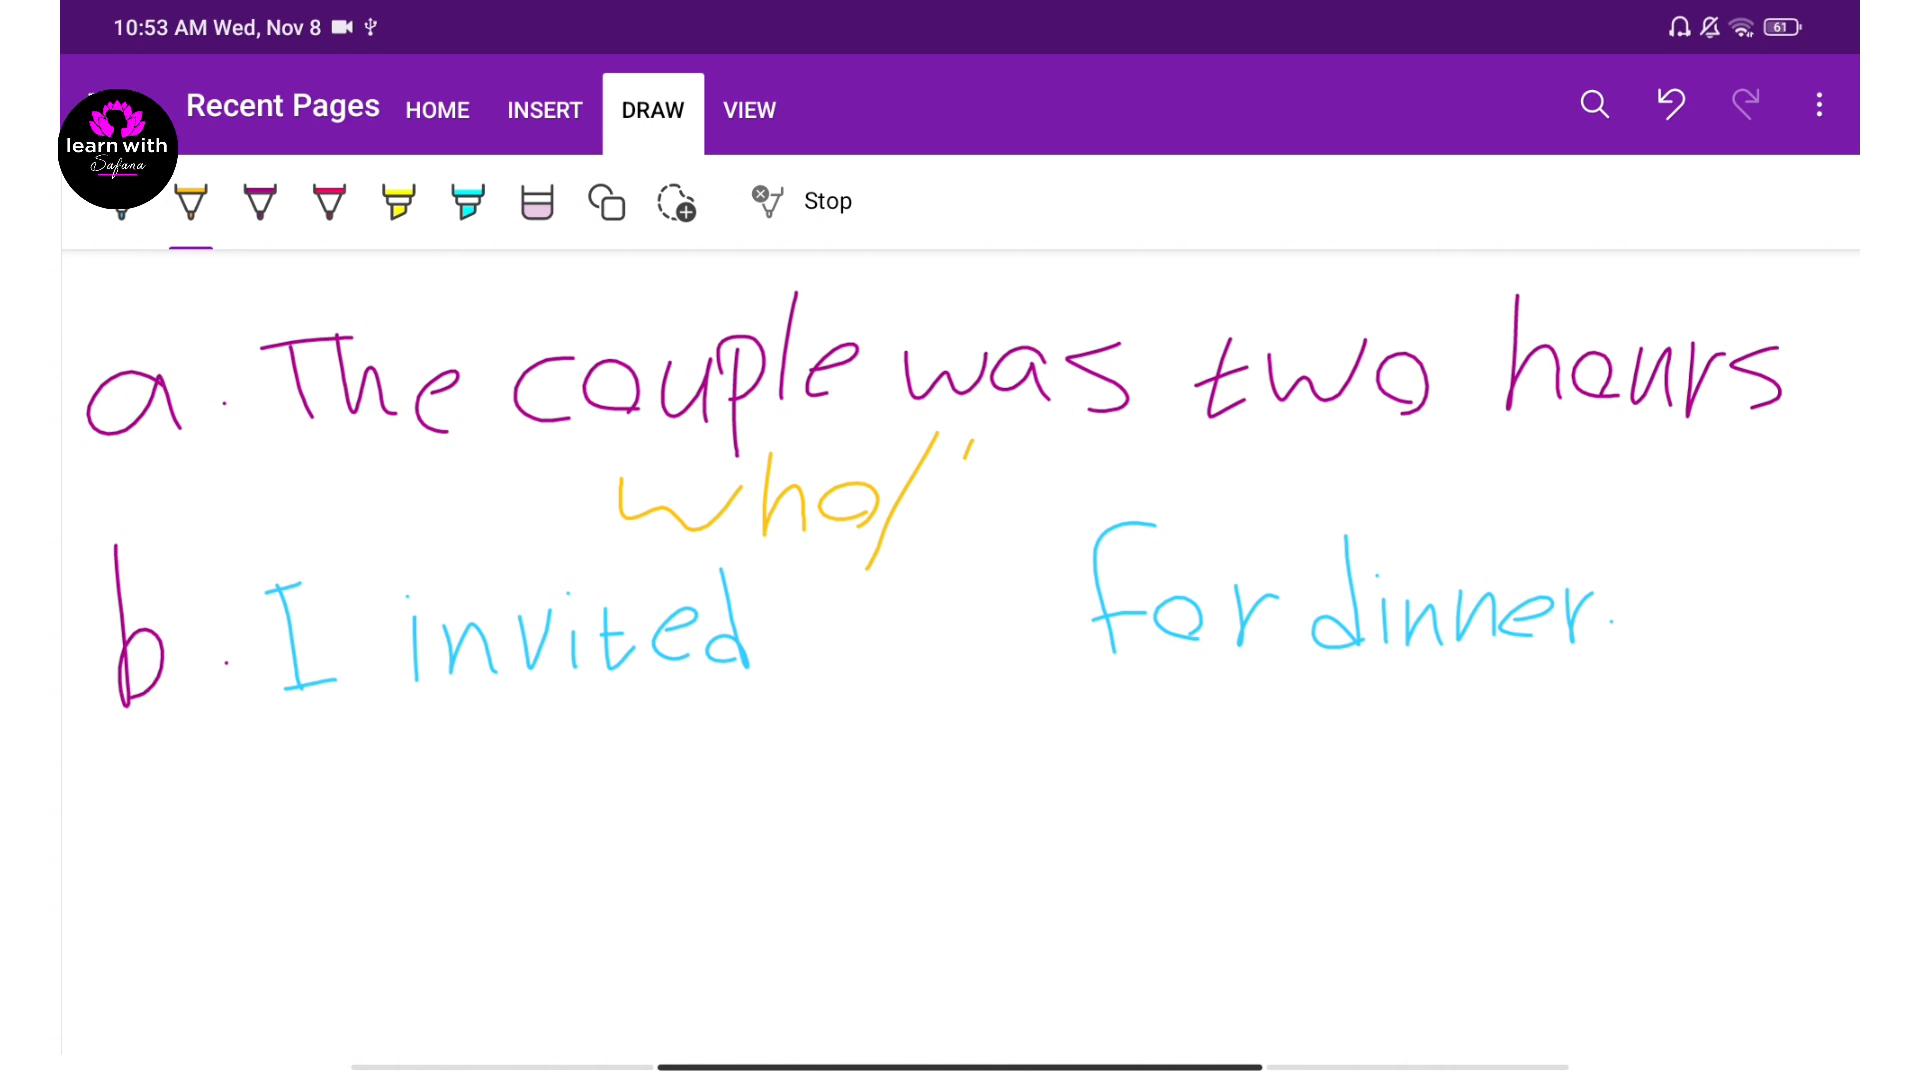 10:53 AM Wed, Nov 8 61
learn with
Safana
Recent Pages HOME INSERT DRAW VIEW
Stop
a. The couple was two hours
who/
b. I invited for dinner.